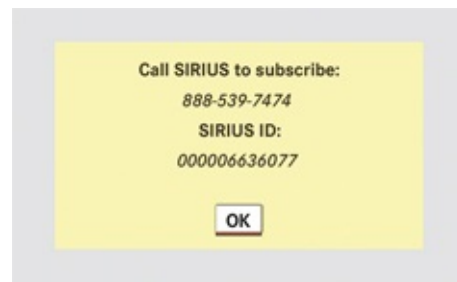 Call SIRIUS to subscribe:
888-539-7474
SIRIUS ID:
000006636077
OK